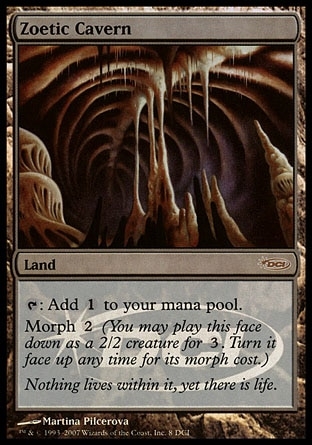 Zoetic Cavern
Land
DCI
: Add 1 to your mana pool.
Morph 2 (You may play this face
down as a 2/2 creature for 3. Turn it
face up any time for its morph cost.)
Nothing lives within it, yet there is life.
Martina Pilcerova
™ & © 1993–2007 Wizards of the Coast, Inc. 8 DCI